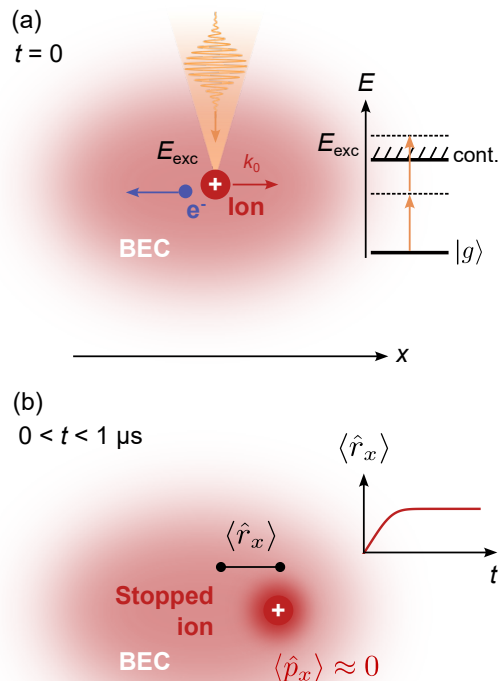 (a)
t = 0
E_exc
k_0
e⁻
Ion
BEC
x
E
E_exc
cont.
|g⟩
(b)
0 < t < 1 µs
⟨r̂_x⟩
t
⟨r̂_x⟩
Stopped
ion
BEC
⟨p̂_x⟩ ≈ 0